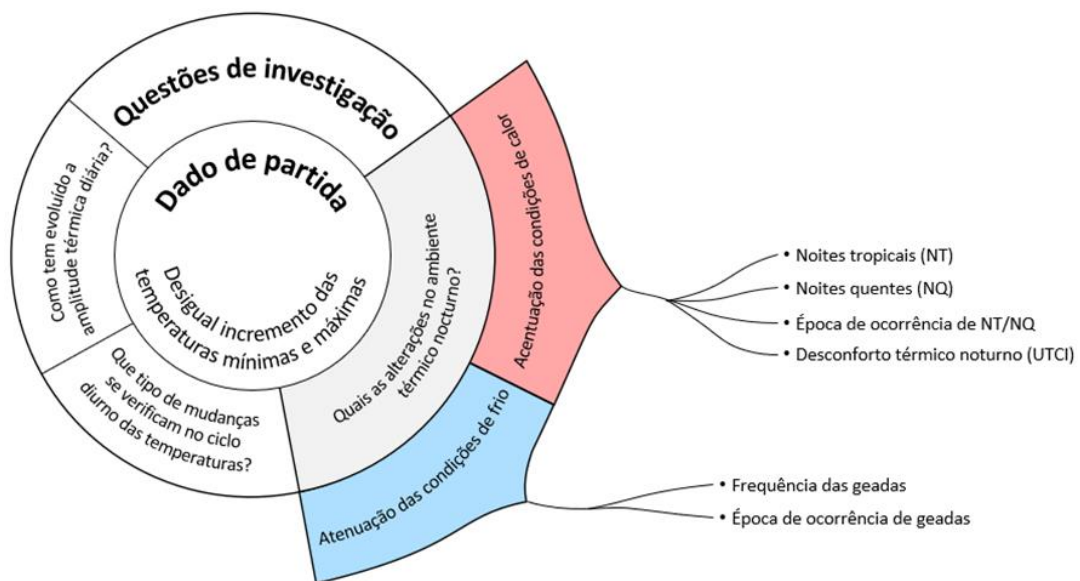 Questões de investigação
Dado de partida
Desigual incremento das
temperaturas mínimas e máximas
Como tem evoluído a
amplitude térmica diária?
Que tipo de mudanças
se verificam no ciclo
diurno das temperaturas?
Quais as alterações no ambiente
térmico nocturno?
Acentuação das condições de calor
• Noites tropicais (NT)
• Noites quentes (NQ)
• Época de ocorrência de NT/NQ
• Desconforto térmico noturno (UTCI)
Atenuação das condições de frio
• Frequência das geadas
• Época de ocorrência de geadas